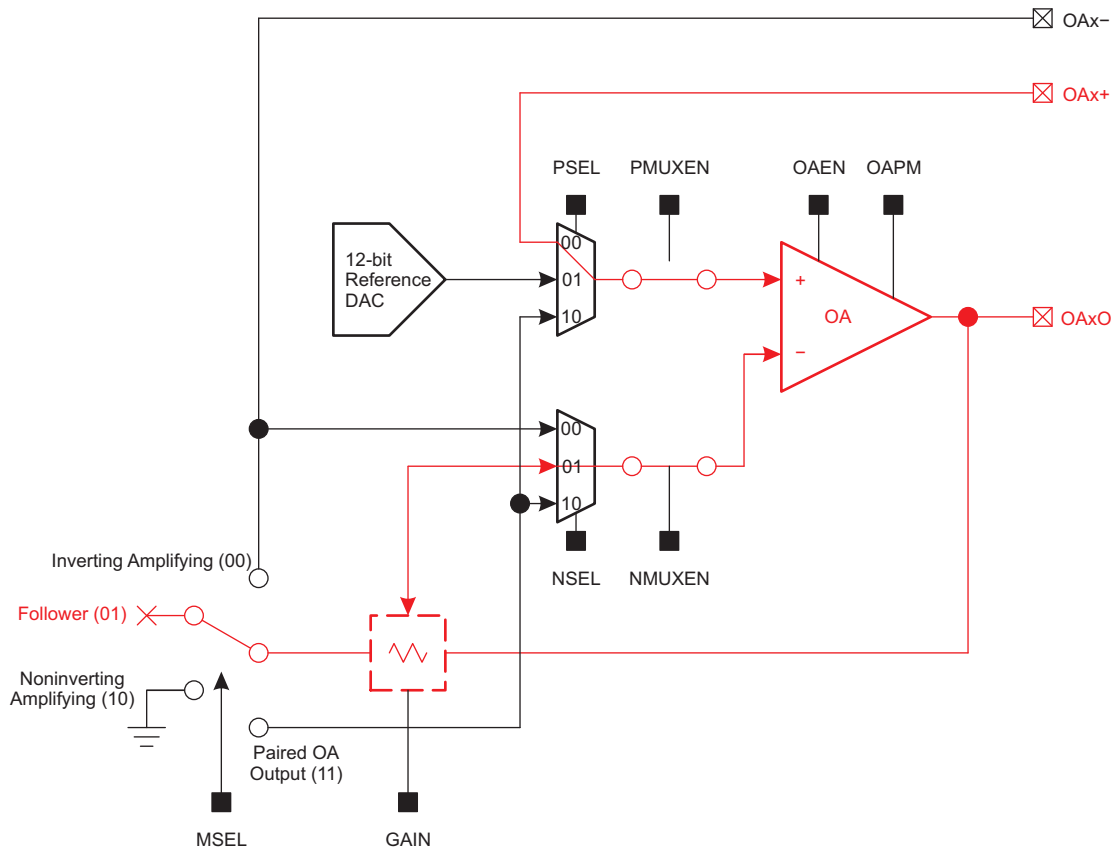 OAx−
OAx+
PSEL
PMUXEN
OAEN
OAPM
12-bit
Reference
DAC
00
01
10
+
OA
−
OAxO
00
01
10
Inverting Amplifying (00)
NSEL
NMUXEN
Follower (01)
Noninverting
Amplifying (10)
Paired OA
Output (11)
MSEL
GAIN